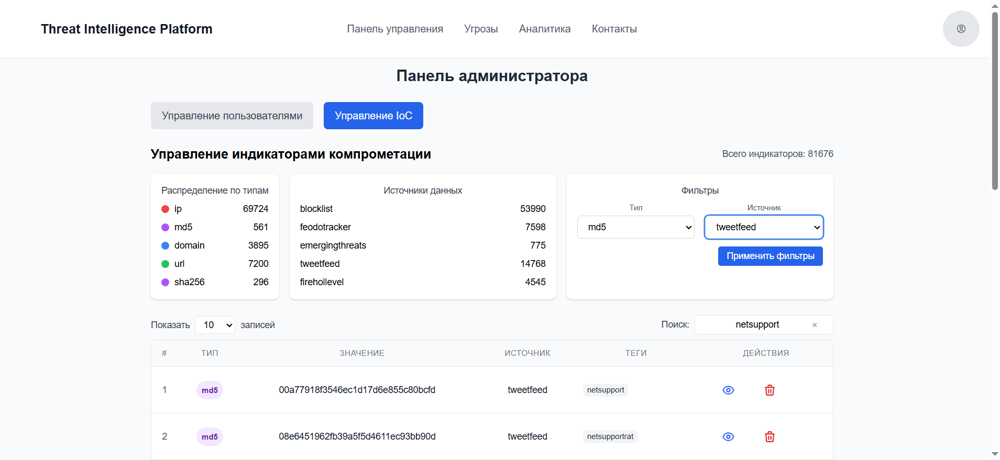 Threat Intelligence Platform
Панель управления
Угрозы
Аналитика
Контакты
Панель администратора
Управление пользователями
Управление IoC
Управление индикаторами компрометации
Всего индикаторов: 81676
Распределение по типам
ip 69724
md5 561
domain 3895
url 7200
sha256 296
Источники данных
blocklist 53990
feodotracker 7598
emergingthreats 775
tweetfeed 14768
firehollevel 4545
Фильтры
Тип
Источник
md5
tweetfeed
Применить фильтры
Показать 10 записей
Поиск: netsupport ×
# ТИП ЗНАЧЕНИЕ ИСТОЧНИК ТЕГИ ДЕЙСТВИЯ
1 md5 00a77918f3546ec1d17d6e855c80bcfd tweetfeed netsupport
2 md5 08e6451962fb39a5f5d4611ec93bb90d tweetfeed netsupportrat